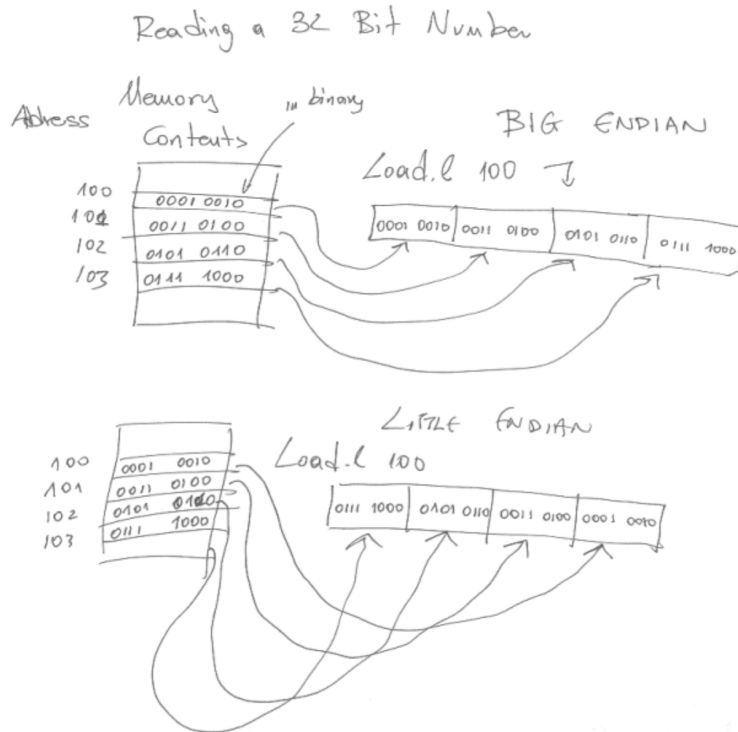 Reading a 32 Bit Number
Adress
Memory
Contents
in binary
BIG ENDIAN
Load.l 100
100
0001 0010
101
0011 0100
102
0101 0110
103
0111 1000
0001 0010 0011 0100 0101 0110 0111 1000
LITTLE ENDIAN
Load.l 100
100
0001 0010
101
0011 0100
102
0101 0110
103
0111 1000
0111 1000 0101 0110 0011 0100 0001 0010